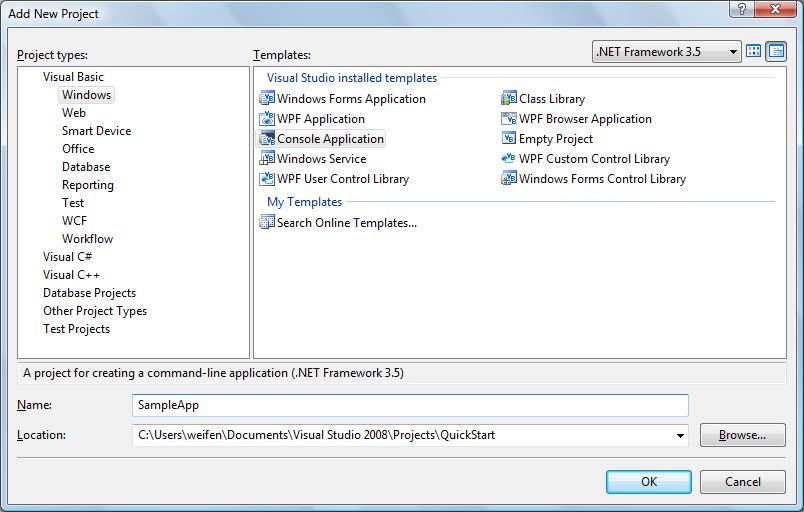 Add New Project
Project types:
Visual Basic
Windows
Web
Smart Device
Office
Database
Reporting
Test
WCF
Workflow
Visual C#
Visual C++
Database Projects
Other Project Types
Test Projects
Templates:
.NET Framework 3.5
Visual Studio installed templates
Windows Forms Application
Class Library
WPF Application
WPF Browser Application
Console Application
Empty Project
Windows Service
WPF Custom Control Library
WPF User Control Library
Windows Forms Control Library
My Templates
Search Online Templates...
A project for creating a command-line application (.NET Framework 3.5)
Name:
SampleApp
Location:
C:\Users\weifen\Documents\Visual Studio 2008\Projects\QuickStart
Browse...
OK
Cancel